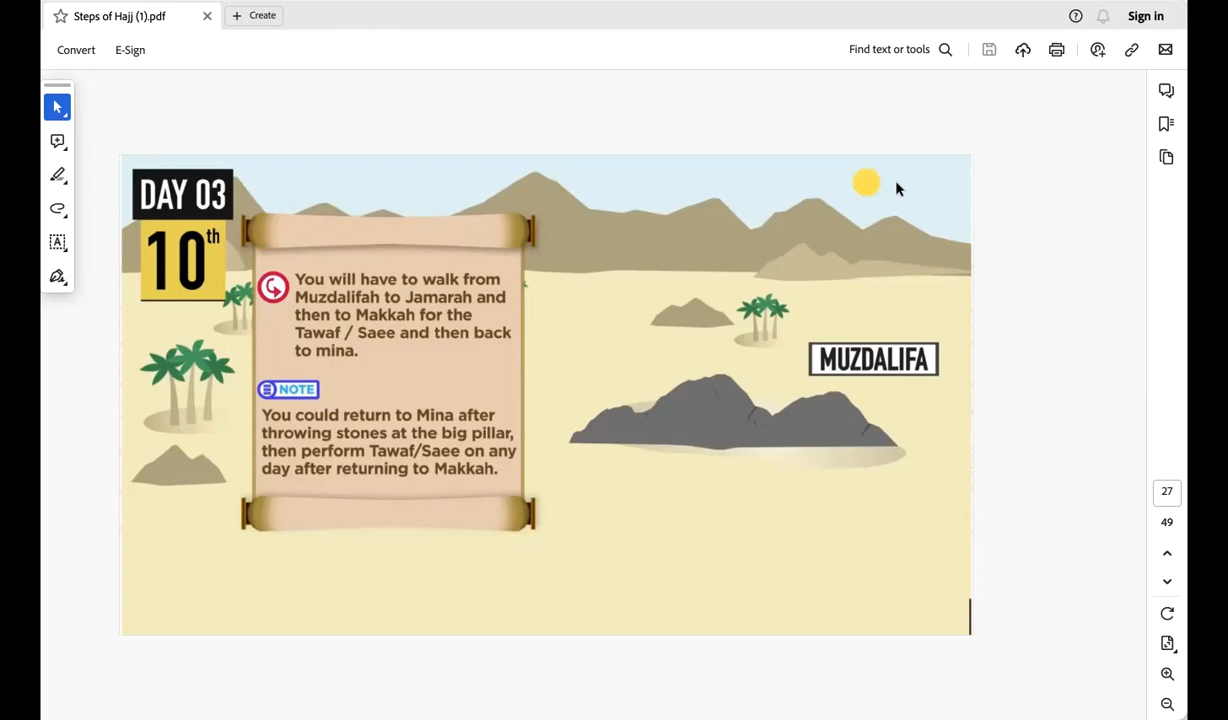 Steps of Hajj (1).pdf
Create
Sign in
Convert
E-Sign
Find text or tools
DAY 03
10th
You will have to walk from
Muzdalifah to Jamarah and
then to Makkah for the
Tawaf / Saee and then back
to mina.
NOTE
You could return to Mina after
throwing stones at the big pillar,
then perform Tawaf/Saee on any
day after returning to Makkah.
MUZDALIFA
27
49